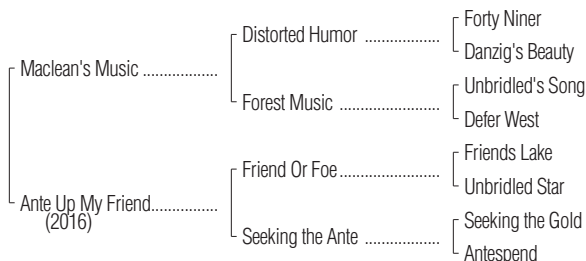 Forty Niner
Distorted Humor ..................
Danzig's Beauty
Maclean's Music .................
Unbridled's Song
Forest Music ........................
Defer West
Friends Lake
Friend Or Foe ........................
Unbridled Star
Ante Up My Friend................
(2016)
Seeking the Gold
Seeking the Ante ..................
Antespend